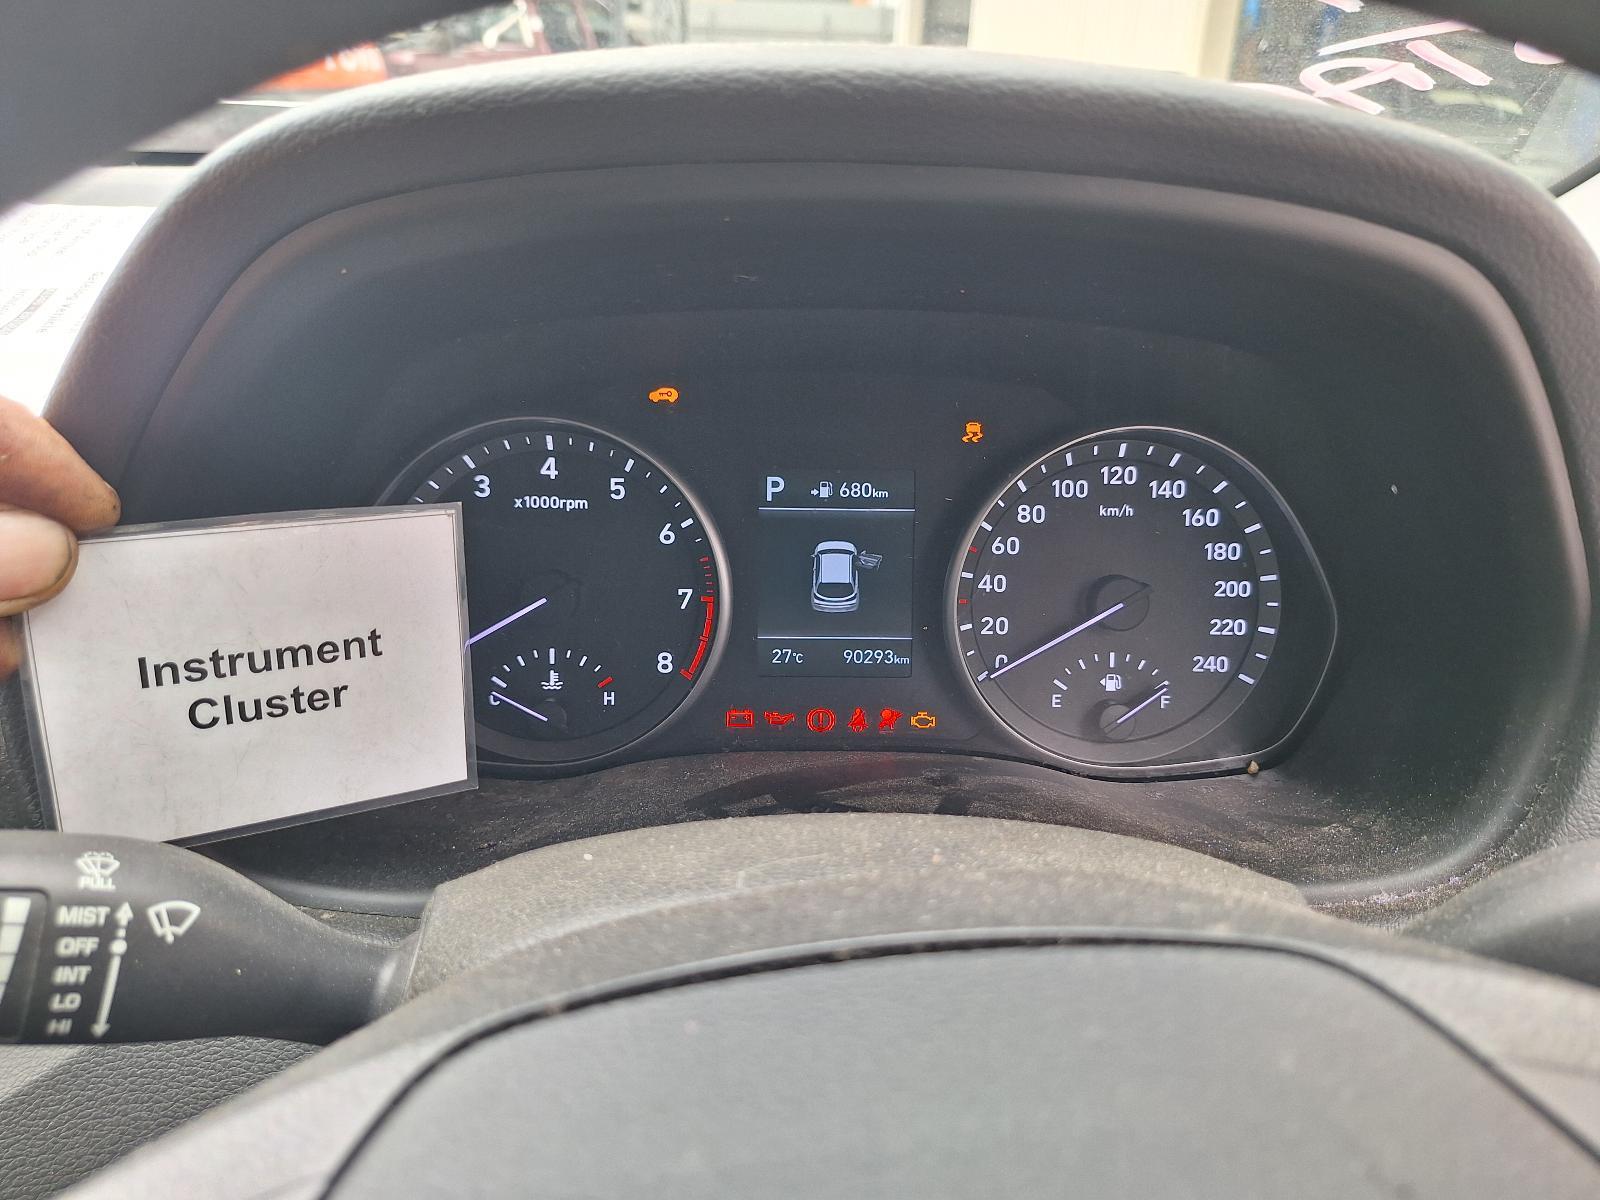 3
4
5
6
7
8
x1000rpm
C
H
P
680km
27°c
90293km
0
20
40
60
80
100
120
140
160
180
200
220
240
km/h
E
F
Instrument
Cluster
PULL
MIST
OFF
INT
LO
HI